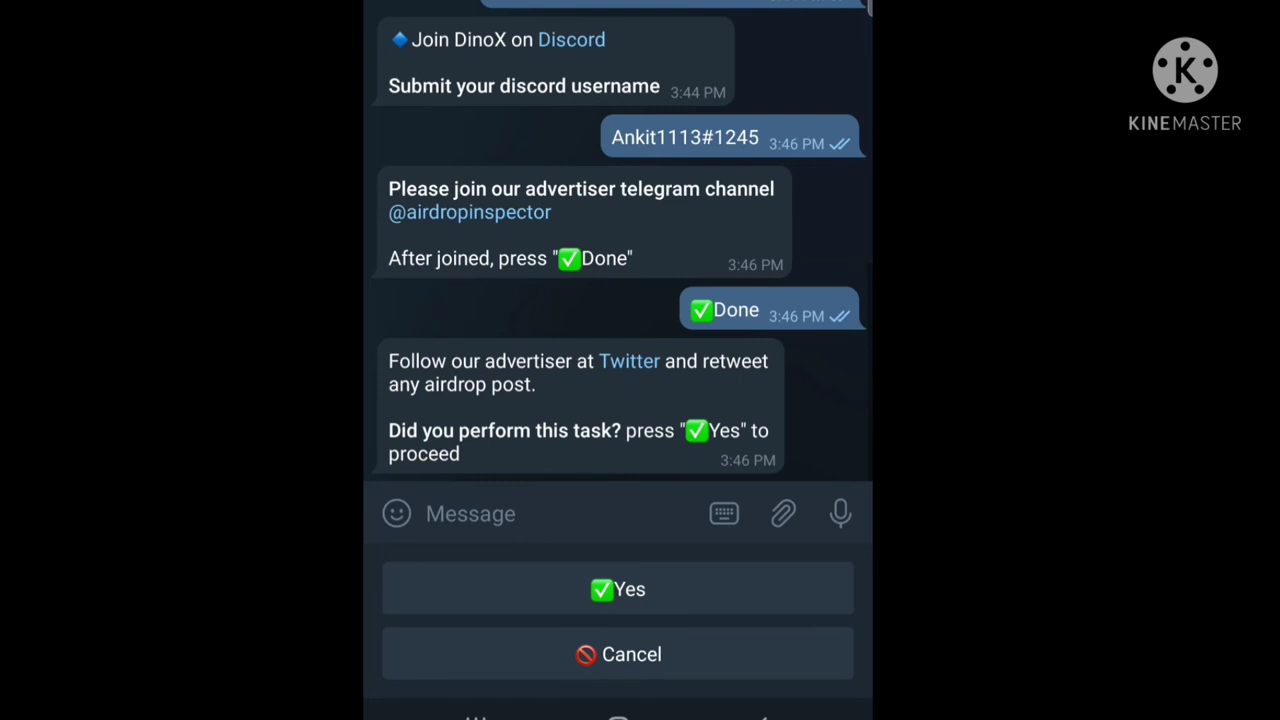 🔹Join DinoX on Discord
Submit your discord username 3:44 PM
Ankit1113#1245 3:46 PM
Please join our advertiser telegram channel
@airdropinspector
After joined, press "✅Done"
3:46 PM
✅Done 3:46 PM
Follow our advertiser at Twitter and retweet
any airdrop post.
Did you perform this task? press "✅Yes" to
proceed
3:46 PM
Message
✅Yes
🚫 Cancel
K
KINEMASTER